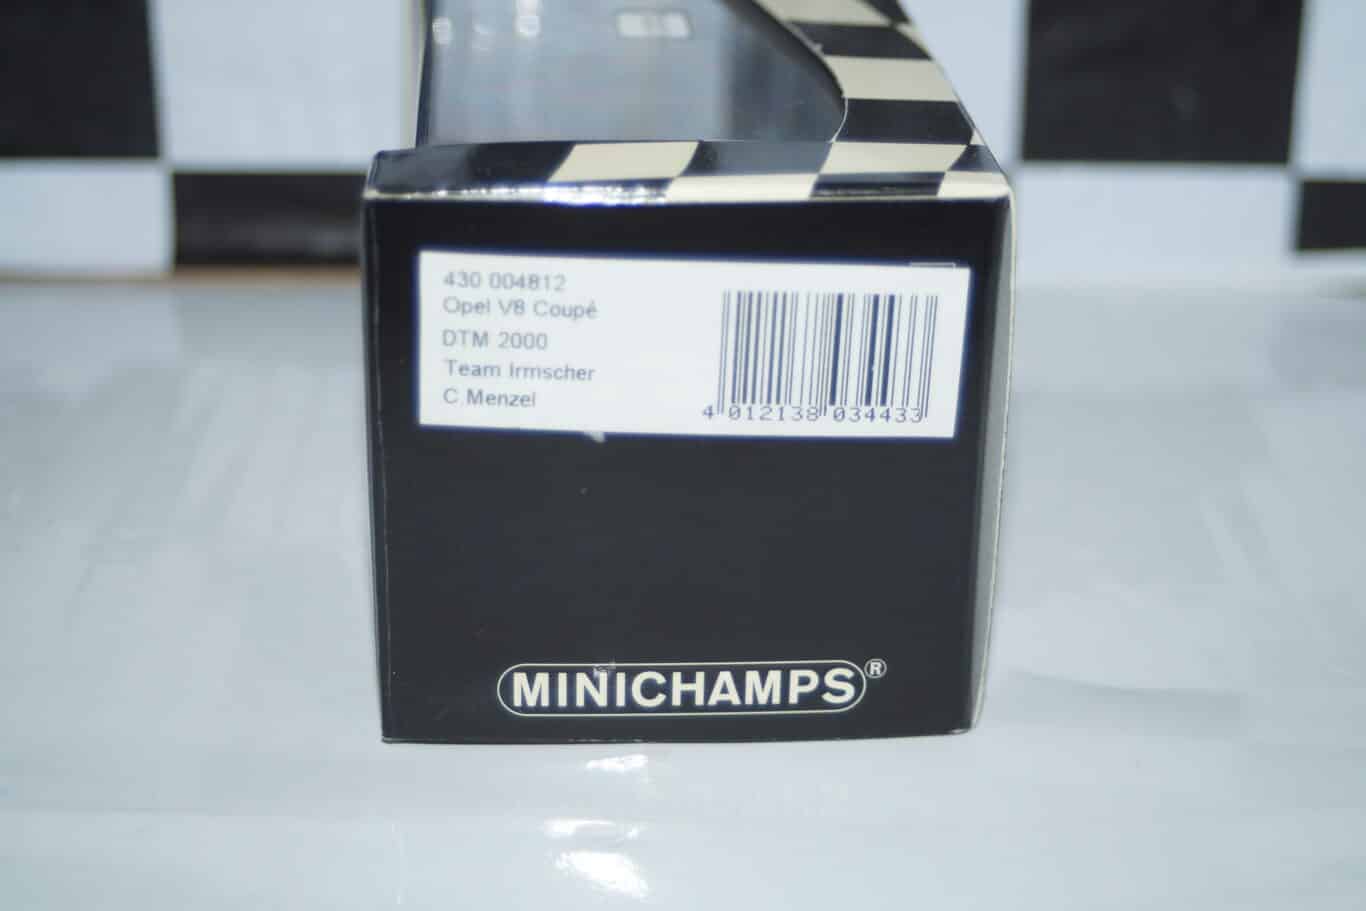 430 004812
Opel V8 Coupé
DTM 2000
Team Irmscher
C.Menzel
4 012138 034433
MINICHAMPS®